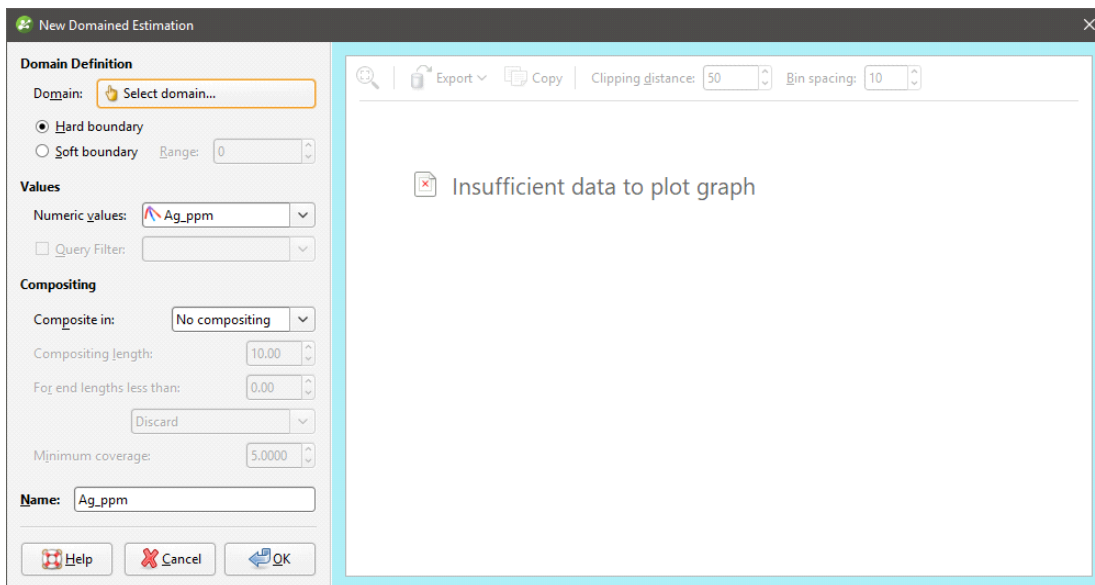 New Domained Estimation
Domain Definition
Domain: Select domain...
Hard boundary
Soft boundary Range: 0
Values
Numeric values: Ag_ppm
Query Filter:
Compositing
Composite in: No compositing
Compositing length: 10.00
For end lengths less than: 0.00
Discard
Minimum coverage: 5.0000
Name: Ag_ppm
Help Cancel OK
Export Copy Clipping distance: 50 Bin spacing: 10
Insufficient data to plot graph